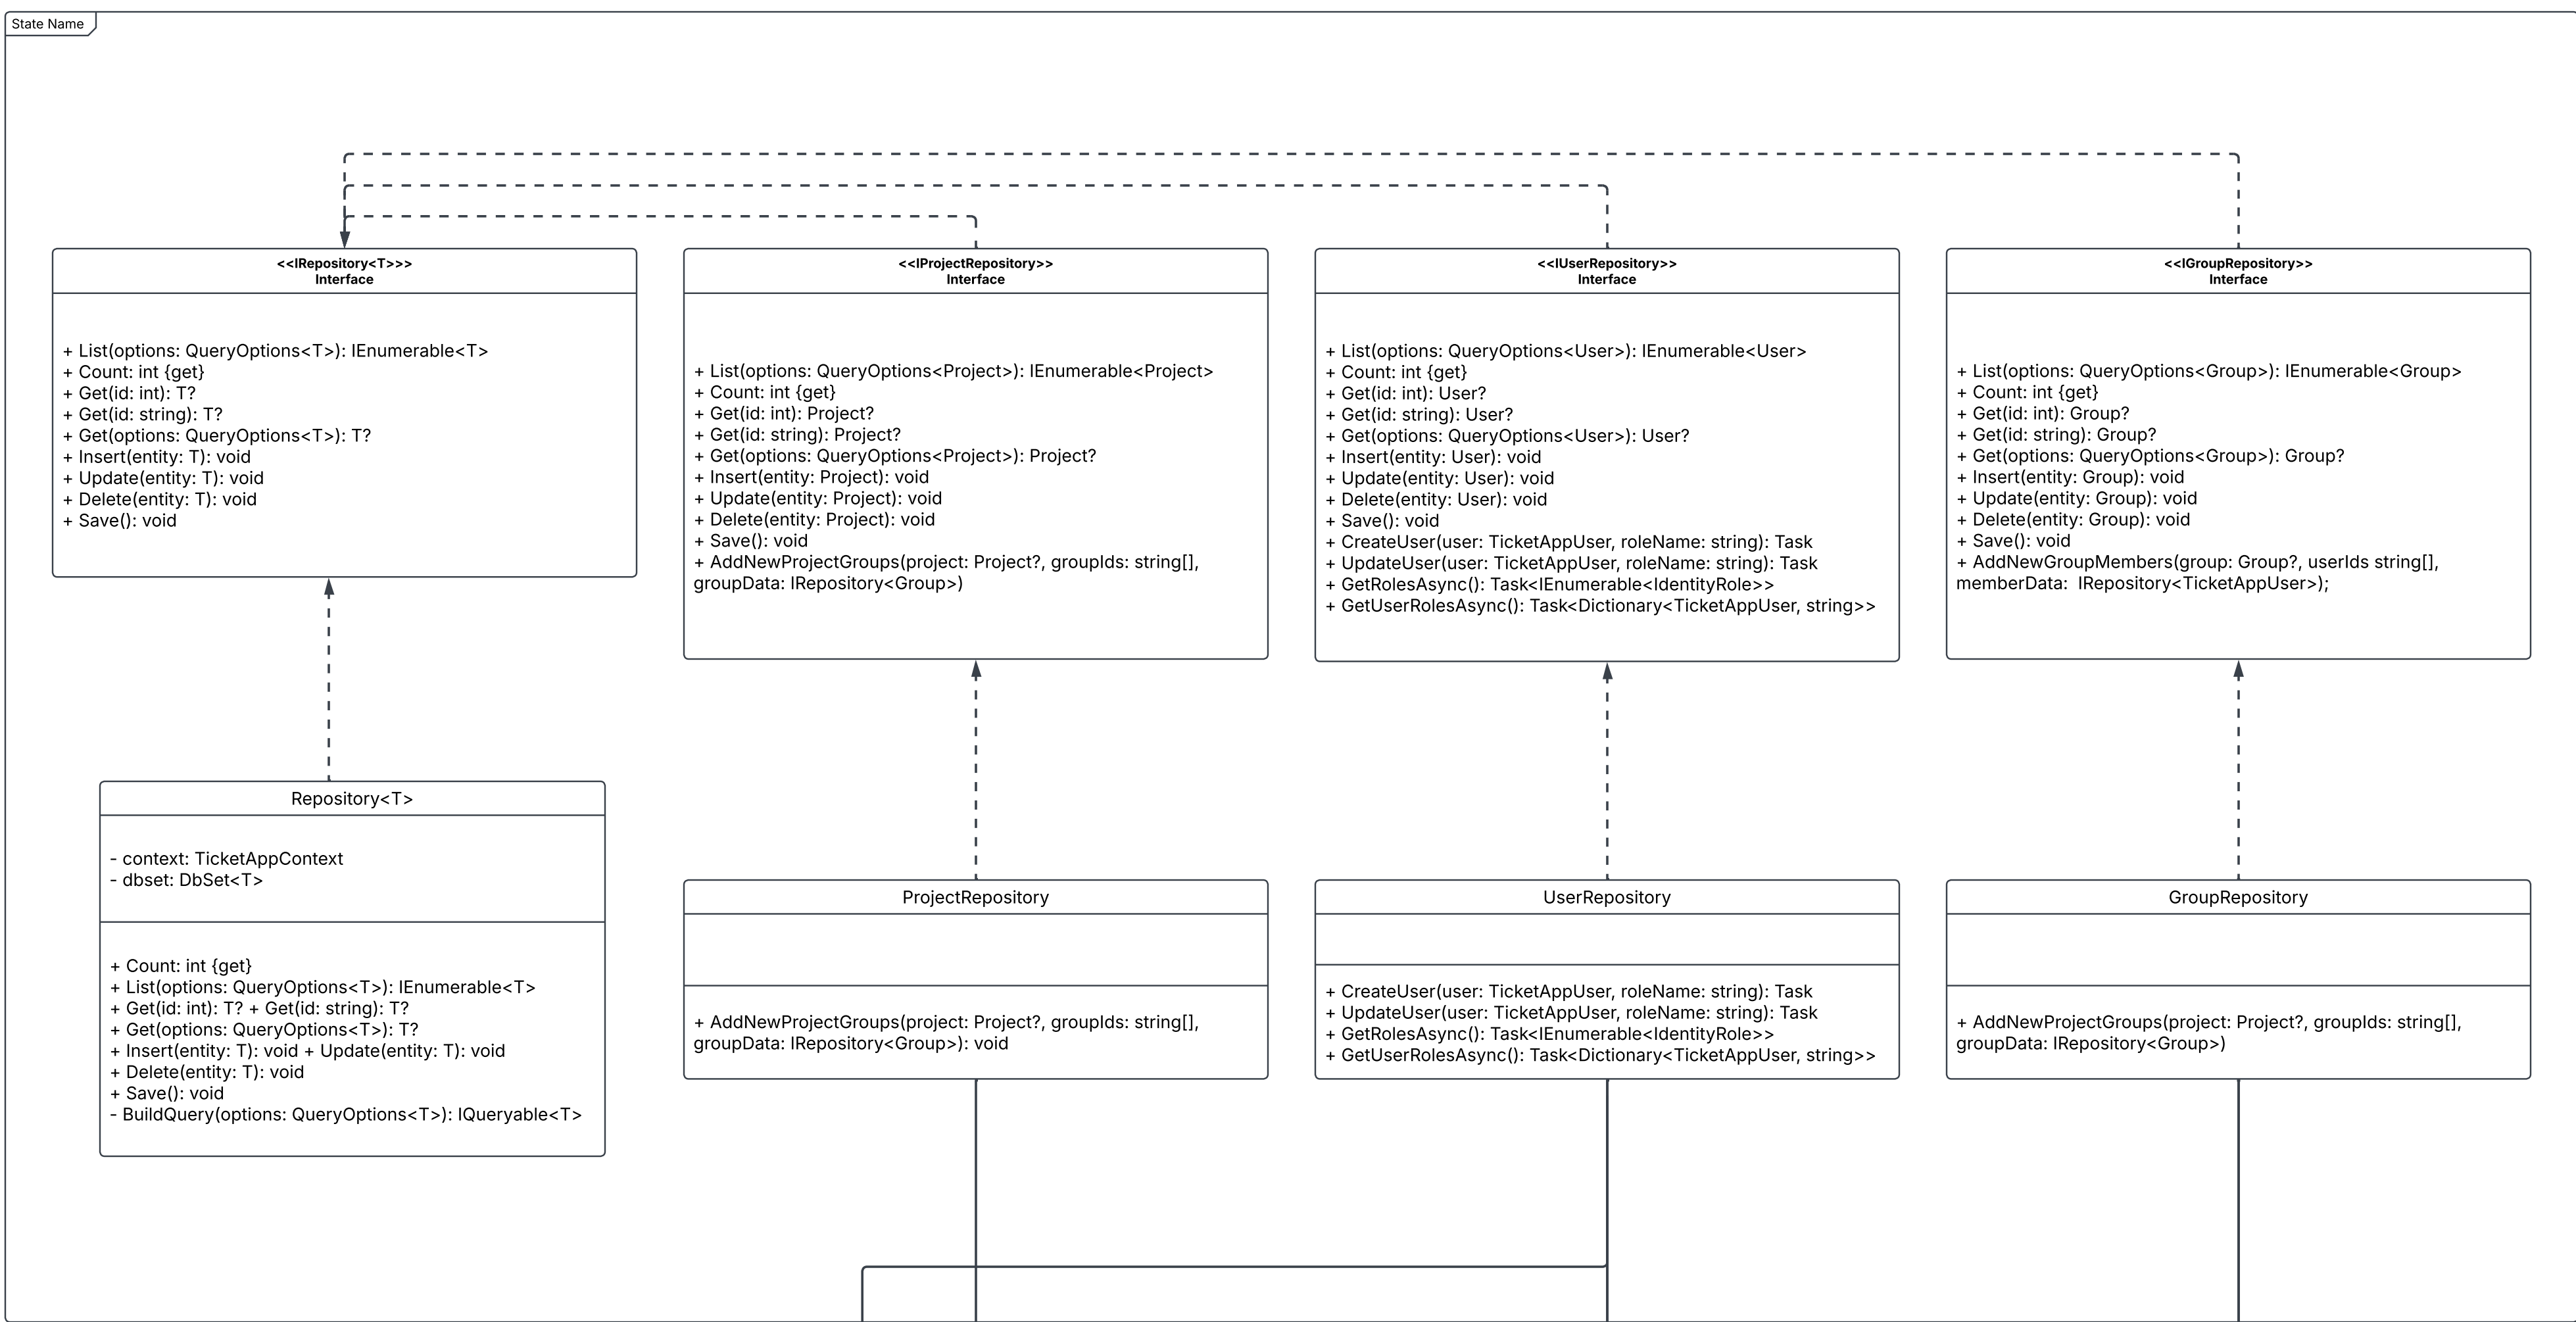 State Name
<<IRepository<T>>>
Interface
+ List(options: QueryOptions<T>): IEnumerable<T>
+ Count: int {get}
+ Get(id: int): T?
+ Get(id: string): T?
+ Get(options: QueryOptions<T>): T?
+ Insert(entity: T): void
+ Update(entity: T): void
+ Delete(entity: T): void
+ Save(): void
<<IProjectRepository>>
Interface
+ List(options: QueryOptions<Project>): IEnumerable<Project>
+ Count: int {get}
+ Get(id: int): Project?
+ Get(id: string): Project?
+ Get(options: QueryOptions<Project>): Project?
+ Insert(entity: Project): void
+ Update(entity: Project): void
+ Delete(entity: Project): void
+ Save(): void
+ AddNewProjectGroups(project: Project?, groupIds: string[],
groupData: IRepository<Group>)
<<IUserRepository>>
Interface
+ List(options: QueryOptions<User>): IEnumerable<User>
+ Count: int {get}
+ Get(id: int): User?
+ Get(id: string): User?
+ Get(options: QueryOptions<User>): User?
+ Insert(entity: User): void
+ Update(entity: User): void
+ Delete(entity: User): void
+ Save(): void
+ CreateUser(user: TicketAppUser, roleName: string): Task
+ UpdateUser(user: TicketAppUser, roleName: string): Task
+ GetRolesAsync(): Task<IEnumerable<IdentityRole>>
+ GetUserRolesAsync(): Task<Dictionary<TicketAppUser, string>>
<<IGroupRepository>>
Interface
+ List(options: QueryOptions<Group>): IEnumerable<Group>
+ Count: int {get}
+ Get(id: int): Group?
+ Get(id: string): Group?
+ Get(options: QueryOptions<Group>): Group?
+ Insert(entity: Group): void
+ Update(entity: Group): void
+ Delete(entity: Group): void
+ Save(): void
+ AddNewGroupMembers(group: Group?, userIds string[],
memberData:  IRepository<TicketAppUser>);
Repository<T>
- context: TicketAppContext
- dbset: DbSet<T>
+ Count: int {get}
+ List(options: QueryOptions<T>): IEnumerable<T>
+ Get(id: int): T? + Get(id: string): T?
+ Get(options: QueryOptions<T>): T?
+ Insert(entity: T): void + Update(entity: T): void
+ Delete(entity: T): void
+ Save(): void
- BuildQuery(options: QueryOptions<T>): IQueryable<T>
ProjectRepository
+ AddNewProjectGroups(project: Project?, groupIds: string[],
groupData: IRepository<Group>): void
UserRepository
+ CreateUser(user: TicketAppUser, roleName: string): Task
+ UpdateUser(user: TicketAppUser, roleName: string): Task
+ GetRolesAsync(): Task<IEnumerable<IdentityRole>>
+ GetUserRolesAsync(): Task<Dictionary<TicketAppUser, string>>
GroupRepository
+ AddNewProjectGroups(project: Project?, groupIds: string[],
groupData: IRepository<Group>)